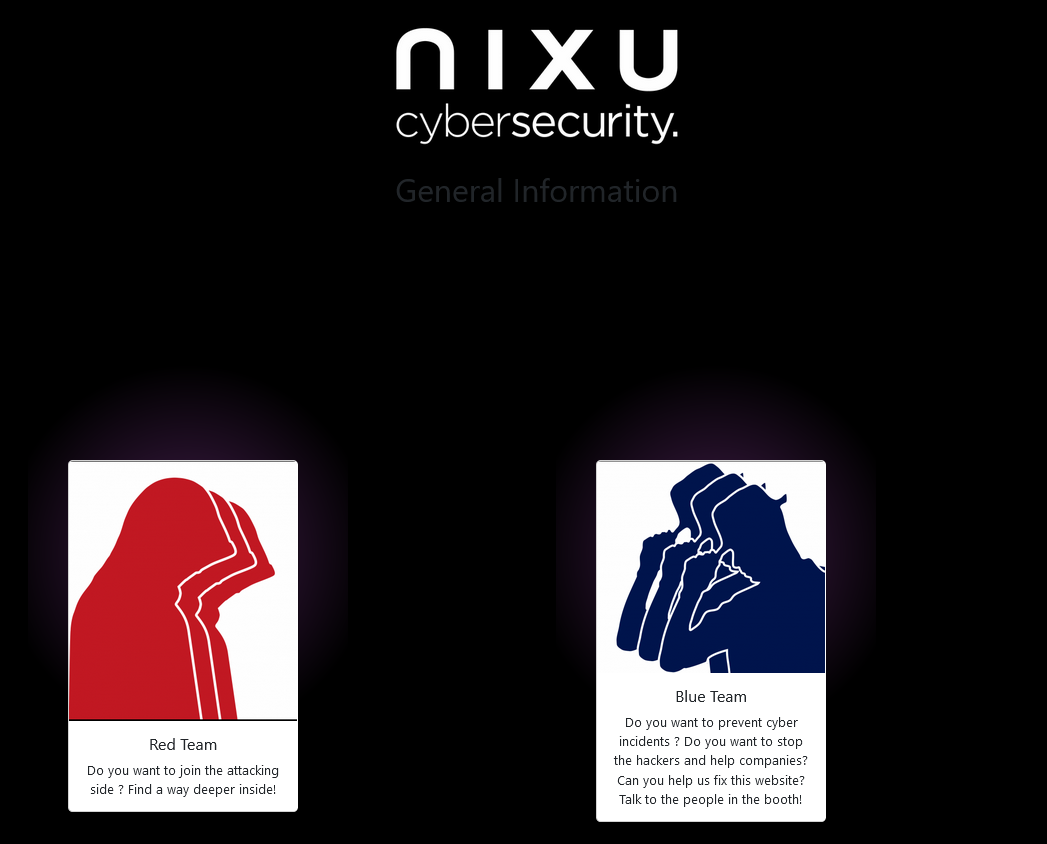 nixu
cybersecurity.
General Information
Red Team
Do you want to join the attacking
side ? Find a way deeper inside!
Blue Team
Do you want to prevent cyber
incidents ? Do you want to stop
the hackers and help companies?
Can you help us fix this website?
Talk to the people in the booth!